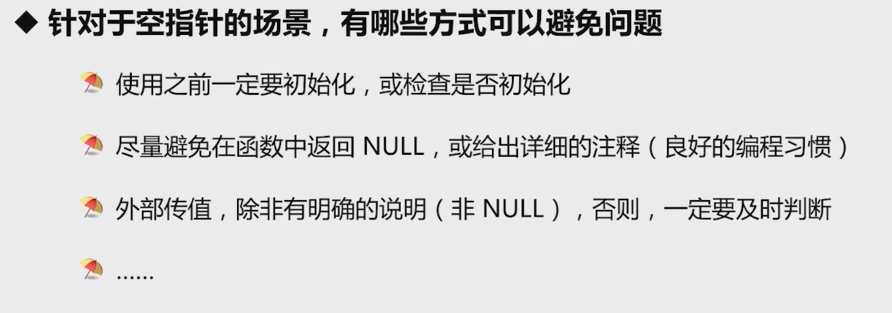 针对于空指针的场景，有哪些方式可以避免问题
使用之前一定要初始化，或检查是否初始化
尽量避免在函数中返回 NULL，或给出详细的注释（良好的编程习惯）
外部传值，除非有明确的说明（非 NULL），否则，一定要及时判断
......